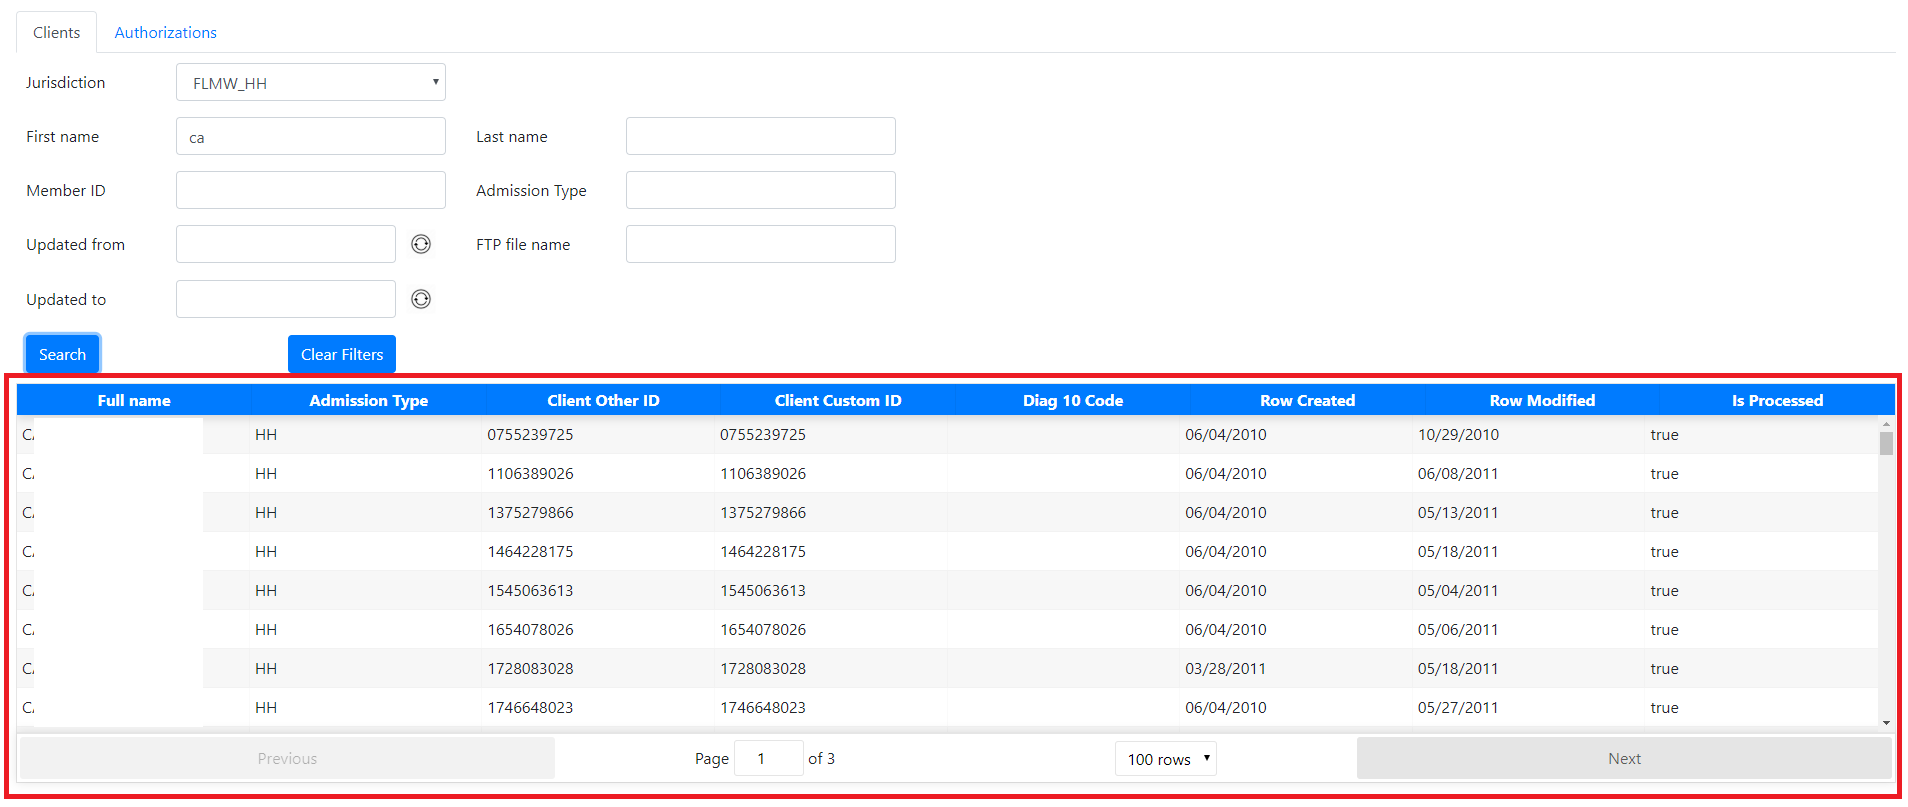 Clients Authorizations
Jurisdiction FLMW_HH
First name ca Last name
Member ID Admission Type
Updated from FTP file name
Updated to
Search Clear Filters
Full name Admission Type Client Other ID Client Custom ID Diag 10 Code Row Created Row Modified Is Processed
HH 0755239725 0755239725 06/04/2010 10/29/2010 true
HH 1106389026 1106389026 06/04/2010 06/08/2011 true
HH 1375279866 1375279866 06/04/2010 05/13/2011 true
HH 1464228175 1464228175 06/04/2010 05/18/2011 true
HH 1545063613 1545063613 06/04/2010 05/04/2011 true
HH 1654078026 1654078026 06/04/2010 05/06/2011 true
HH 1728083028 1728083028 03/28/2011 05/18/2011 true
HH 1746648023 1746648023 06/04/2010 05/27/2011 true
Previous Page 1 of 3 100 rows Next